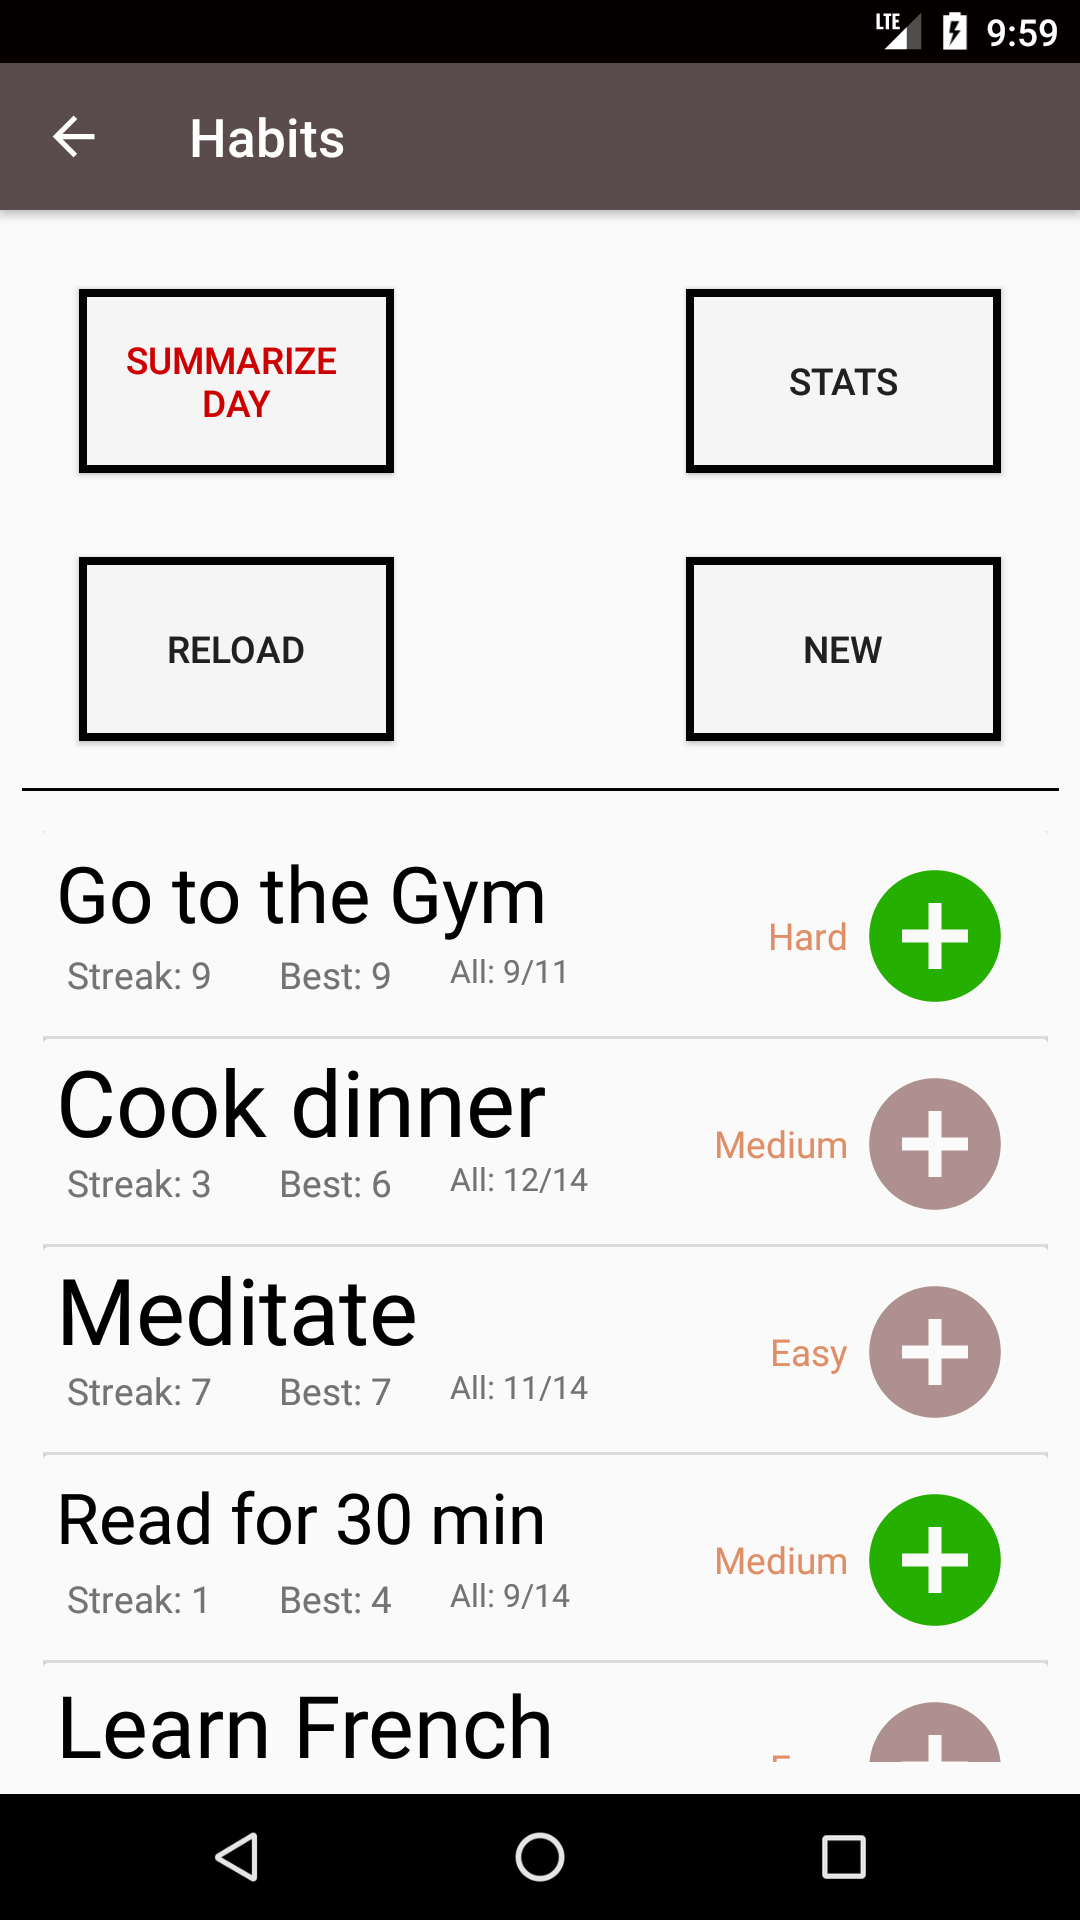 LTE 9:59
Habits
SUMMARIZE
DAY
STATS
RELOAD
NEW
Go to the Gym
Hard
Streak: 9 Best: 9 All: 9/11
Cook dinner
Medium
Streak: 3 Best: 6 All: 12/14
Meditate
Easy
Streak: 7 Best: 7 All: 11/14
Read for 30 min
Medium
Streak: 1 Best: 4 All: 9/14
Learn French